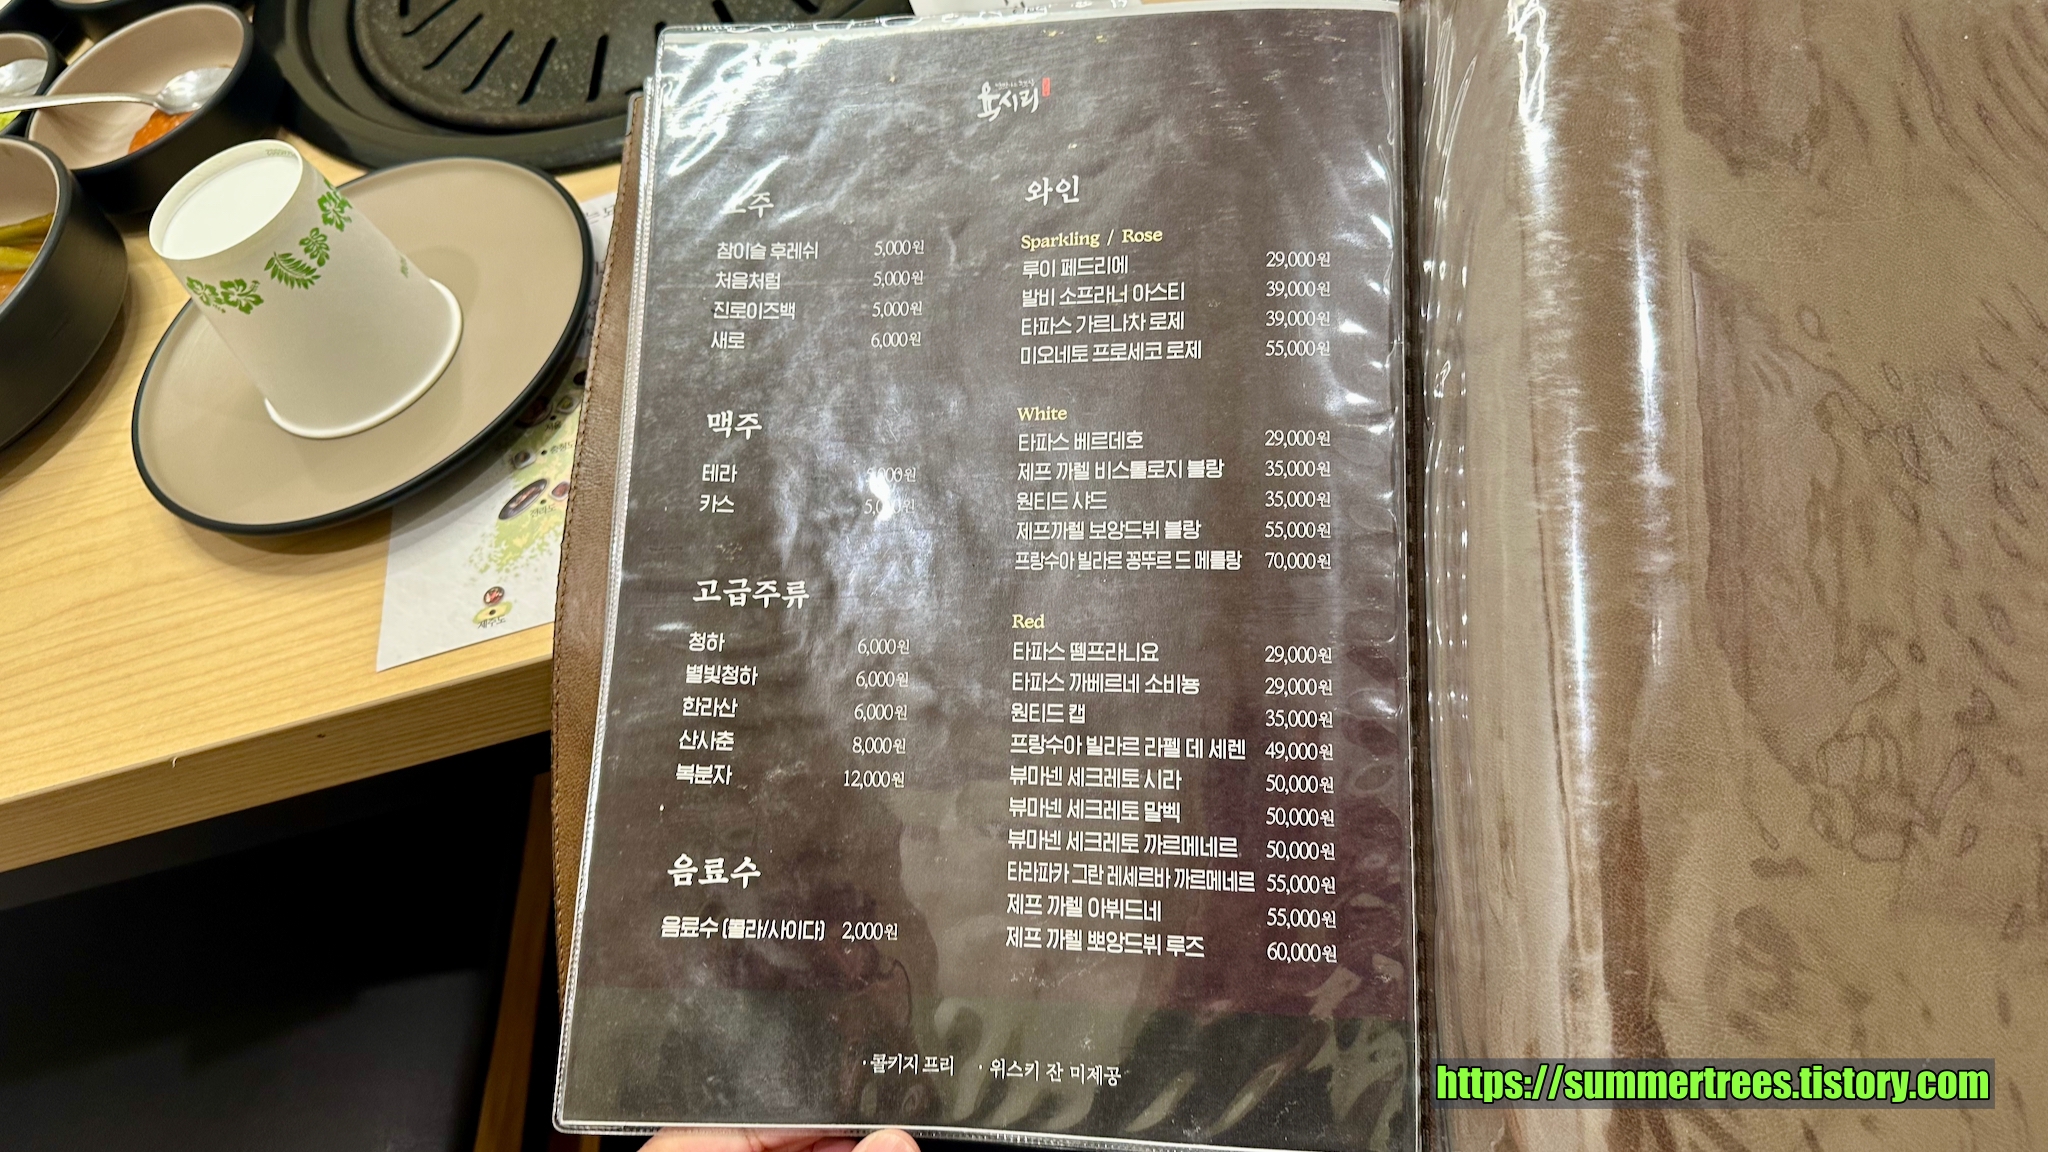 육시리
소주
참이슬 후레쉬 5,000원
처음처럼 5,000원
진로이즈백 5,000원
새로 6,000원
맥주
테라 5,000원
카스 5,000원
고급주류
청하 6,000원
별빛청하 6,000원
한라산 6,000원
산사춘 8,000원
복분자 12,000원
음료수
음료수 (콜라/사이다) 2,000원
와인
Sparkling / Rose
루이 페드리에 29,000원
발비 소프라너 아스티 39,000원
타파스 가르나차 로제 39,000원
미오네토 프로세코 로제 55,000원
White
타파스 베르데호 29,000원
제프 까렐 비스톨로지 블랑 35,000원
원티드 샤드 35,000원
제프까렐 보앙드뷔 블랑 55,000원
프랑수아 빌라르 꽁뚜르 드 메를랑 70,000원
Red
타파스 뗌프라니요 29,000원
타파스 까베르네 소비뇽 29,000원
원티드 캡 35,000원
프랑수아 빌라르 라펠 데 세렌 49,000원
뷰마넨 세크레토 시라 50,000원
뷰마넨 세크레토 말벡 50,000원
뷰마넨 세크레토 까르메네르 50,000원
타라파카 그란 레세르바 까르메네르 55,000원
제프 까렐 아뷔드네 55,000원
제프 까렐 뽀앙드뷔 루즈 60,000원
· 콜키지 프리 · 위스키 잔 미제공
전라도
제주도
https://summertrees.tistory.com